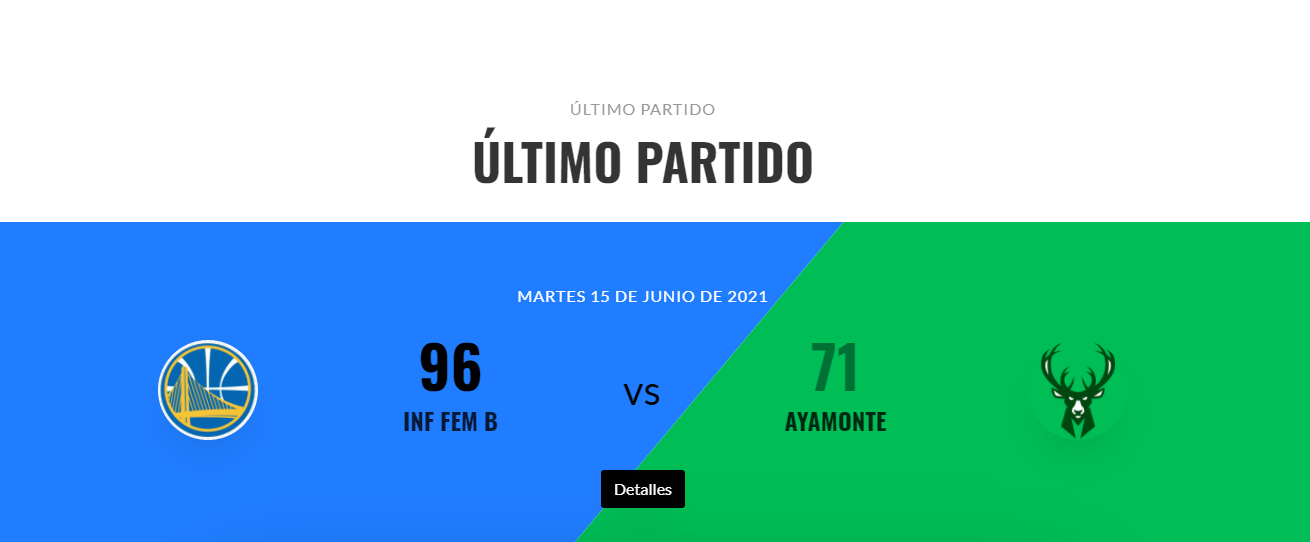 ÚLTIMO PARTIDO
ÚLTIMO PARTIDO
MARTES 15 DE JUNIO DE 2021
96
INF FEM B
VS
71
AYAMONTE
Detalles